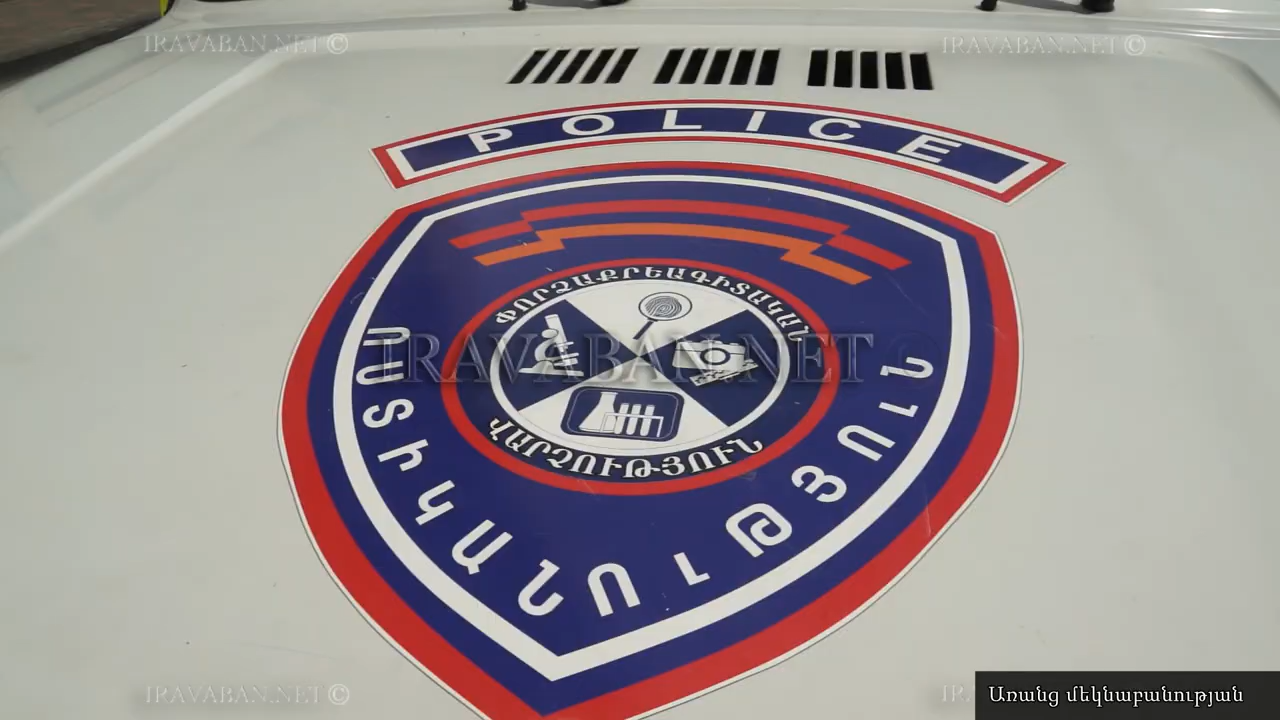 IRAVABAN.NET © IRAVABAN.NET ©
POLICE
ՓՈՐՁԱՔՐԵԱԳԻՏԱԿԱՆ
IRAVABAN.NET ©
ՎԱՐՉՈՒԹՅՈՒՆ
ՈՍՏԻԿԱՆՈՒԹՅՈՒՆ
IRAVABAN.NET ©
Առանց մեկնաբանության